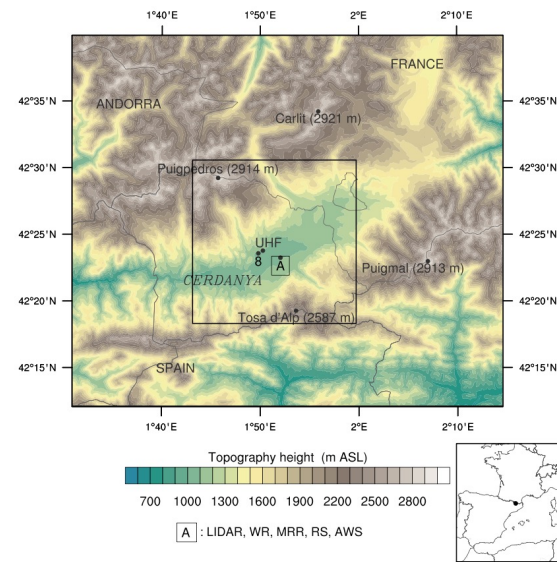 1°40'E 1°50'E 2°E 2°10'E
FRANCE
42°35'N 42°35'N
ANDORRA
Carlit (2921 m)
42°30'N 42°30'N
Puigpedros (2914 m)
42°25'N 42°25'N
UHF
8
A
Puigmal (2913 m)
CERDANYA
42°20'N 42°20'N
Tosa d'Alp (2587 m)
42°15'N 42°15'N
SPAIN
1°40'E 1°50'E 2°E 2°10'E
Topography height (m ASL)
700 1000 1300 1600 1900 2200 2500 2800
A : LIDAR, WR, MRR, RS, AWS